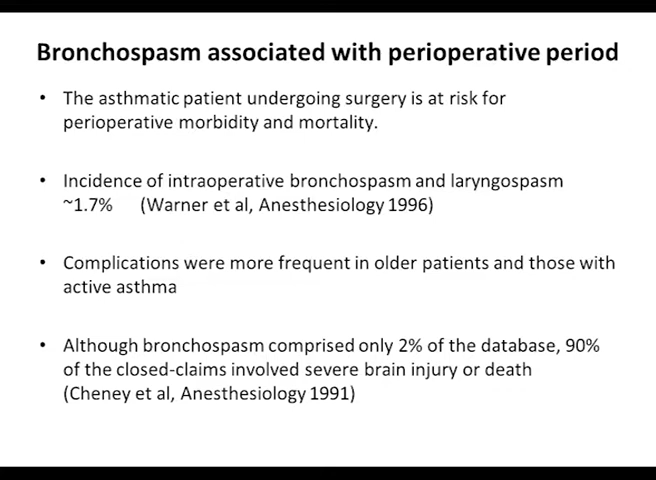 Bronchospasm associated with perioperative period
• The asthmatic patient undergoing surgery is at risk for
perioperative morbidity and mortality.
• Incidence of intraoperative bronchospasm and laryngospasm
~1.7% (Warner et al, Anesthesiology 1996)
• Complications were more frequent in older patients and those with
active asthma
• Although bronchospasm comprised only 2% of the database, 90%
of the closed-claims involved severe brain injury or death
(Cheney et al, Anesthesiology 1991)